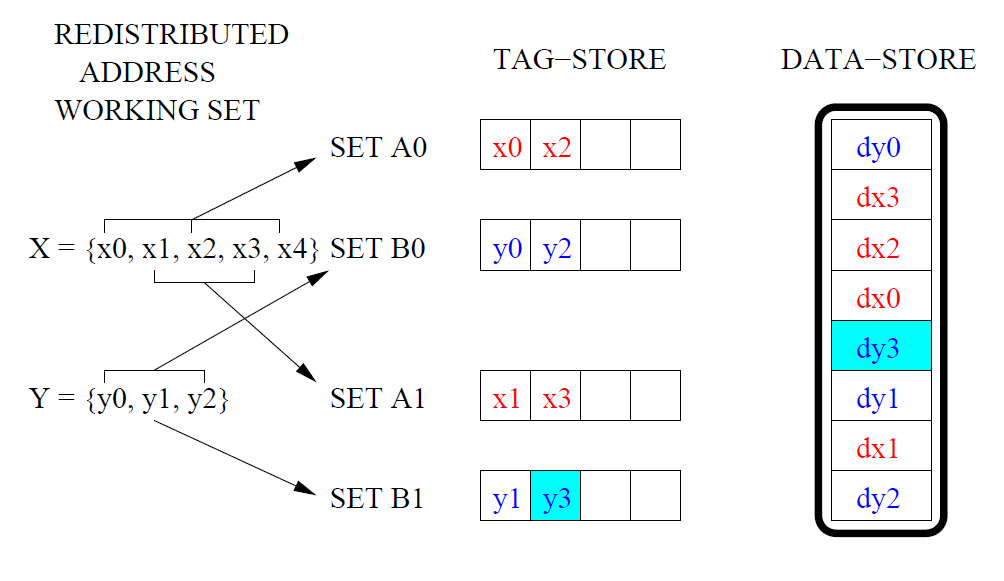 REDISTRIBUTED
ADDRESS
WORKING SET
TAG−STORE
DATA−STORE
SET A0
x0 x2
X = {x0, x1, x2, x3, x4}
SET B0
y0 y2
SET A1
x1 x3
Y = {y0, y1, y2}
SET B1
y1 y3
dy0
dx3
dx2
dx0
dy3
dy1
dx1
dy2